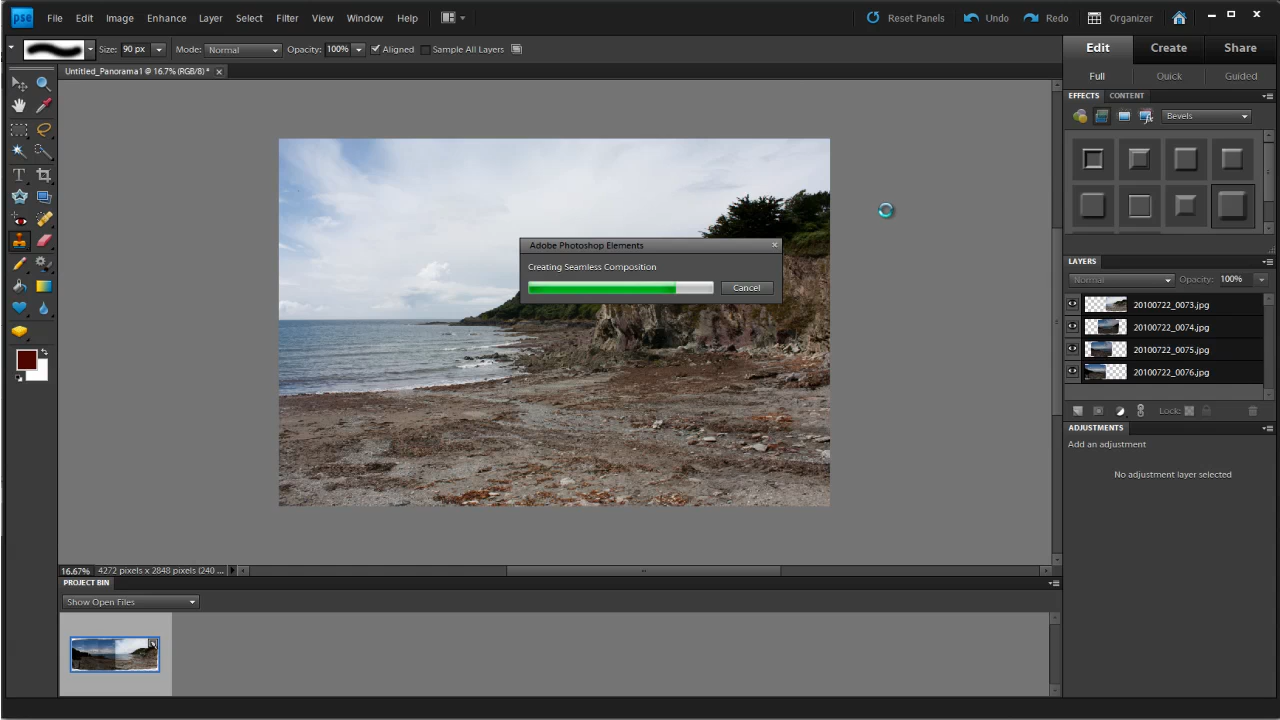 pse File Edit Image Enhance Layer Select Filter View Window Help Reset Panels Undo Redo Organizer
Size: 90 px Mode: Normal Opacity: 100% Aligned Sample All Layers
Edit Create Share
Untitled_Panorama1 @ 16.7% (RGB/8) *
Full Quick Guided
EFFECTS CONTENT
Bevels
T
Adobe Photoshop Elements
Creating Seamless Composition
Cancel
LAYERS
Normal Opacity: 100%
20100722_0073.jpg
20100722_0074.jpg
20100722_0075.jpg
20100722_0076.jpg
Lock:
ADJUSTMENTS
Add an adjustment
No adjustment layer selected
16.67% 4272 pixels x 2848 pixels (240 ...
PROJECT BIN
Show Open Files